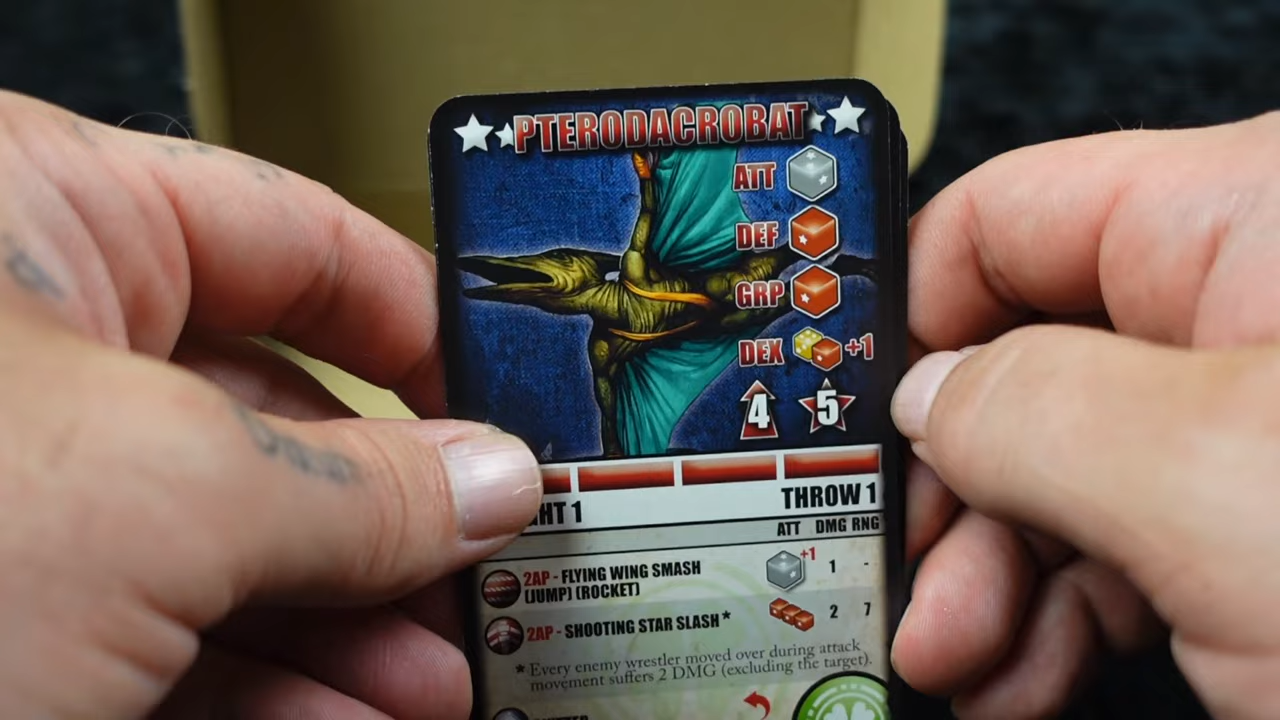 PTERODACROBAT
ATT
DEF
GRP
DEX +1
4 5
1
THROW 1
ATT DMG RNG
2AP - FLYING WING SMASH +1 1 -
(JUMP) (ROCKET)
2AP - SHOOTING STAR SLASH* 2 7
* Every enemy wrestler moved over during attack
movement suffers 2 DMG (excluding the target).